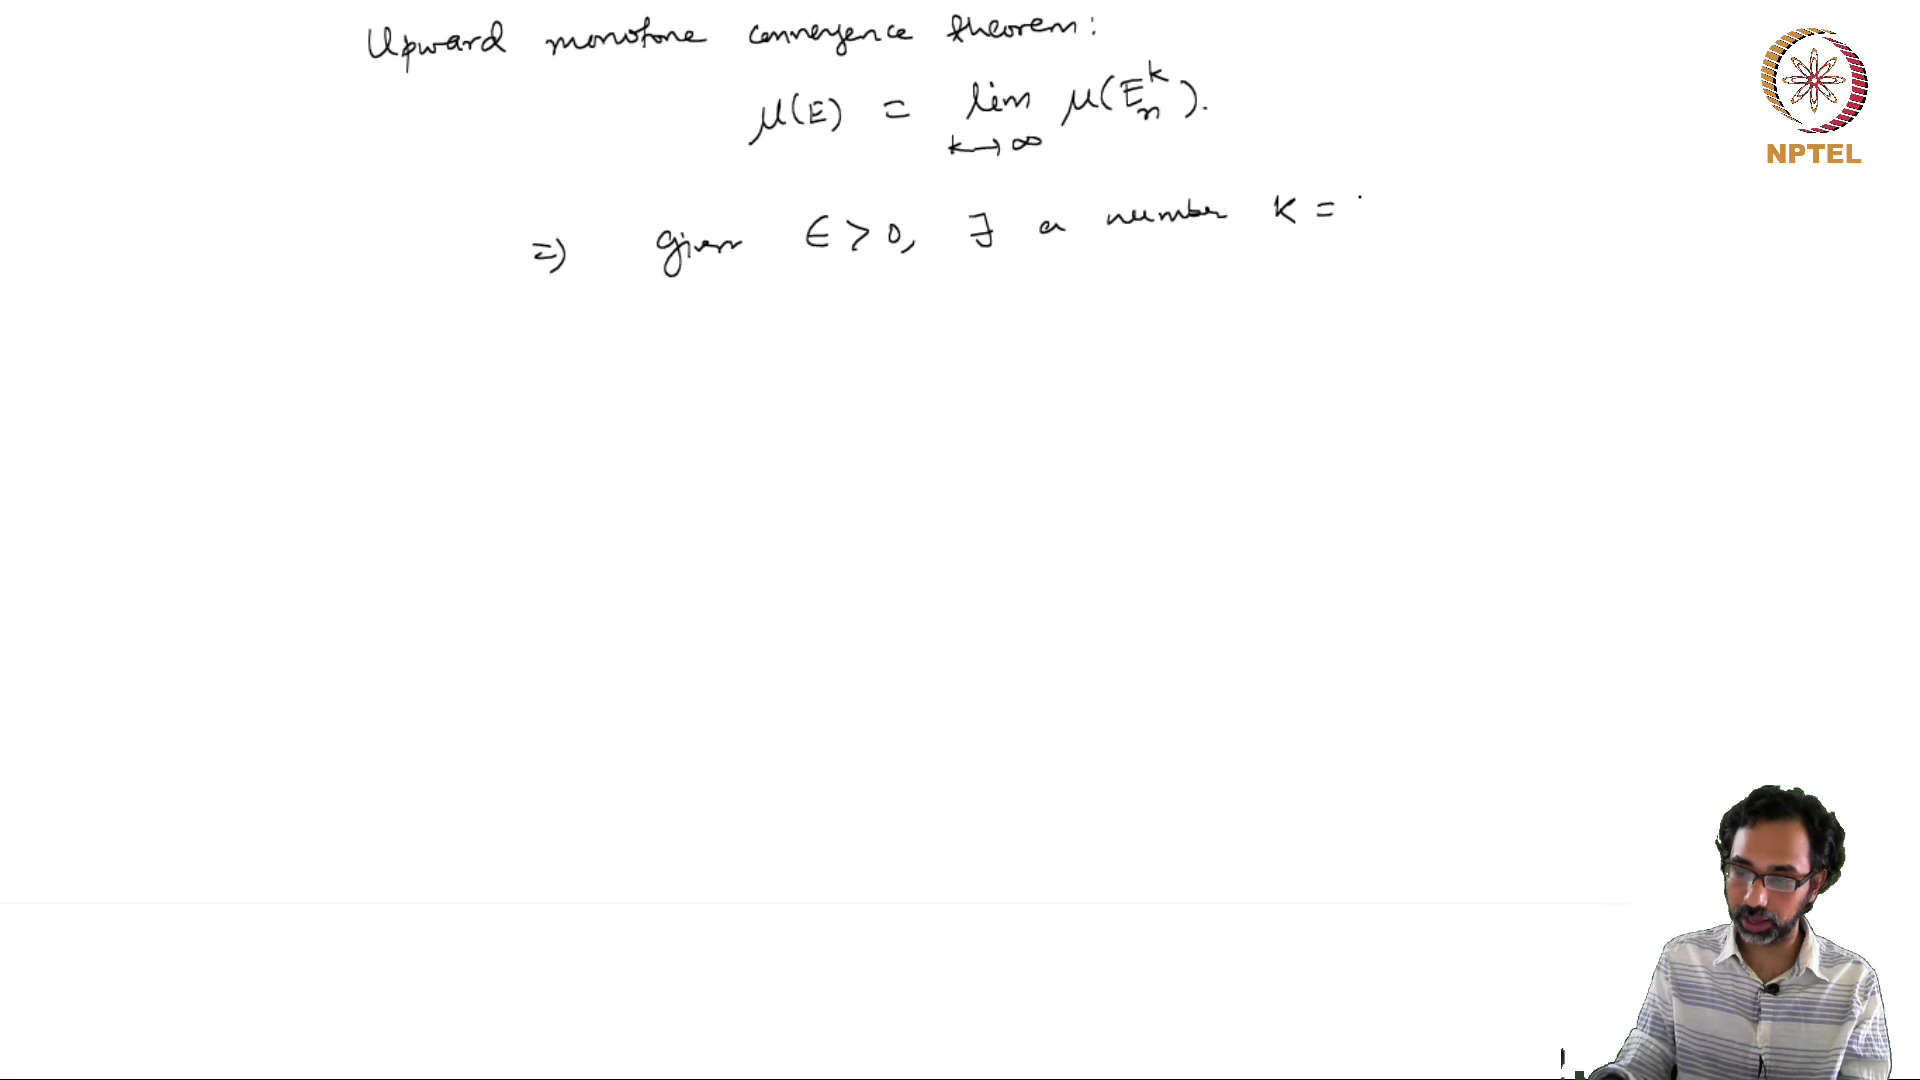 Upward monotone convergence theorem:
μ(E) = lim μ(E_n^k).
k→∞
⇒ Given ∈ > 0, ∃ a number k =
NPTEL